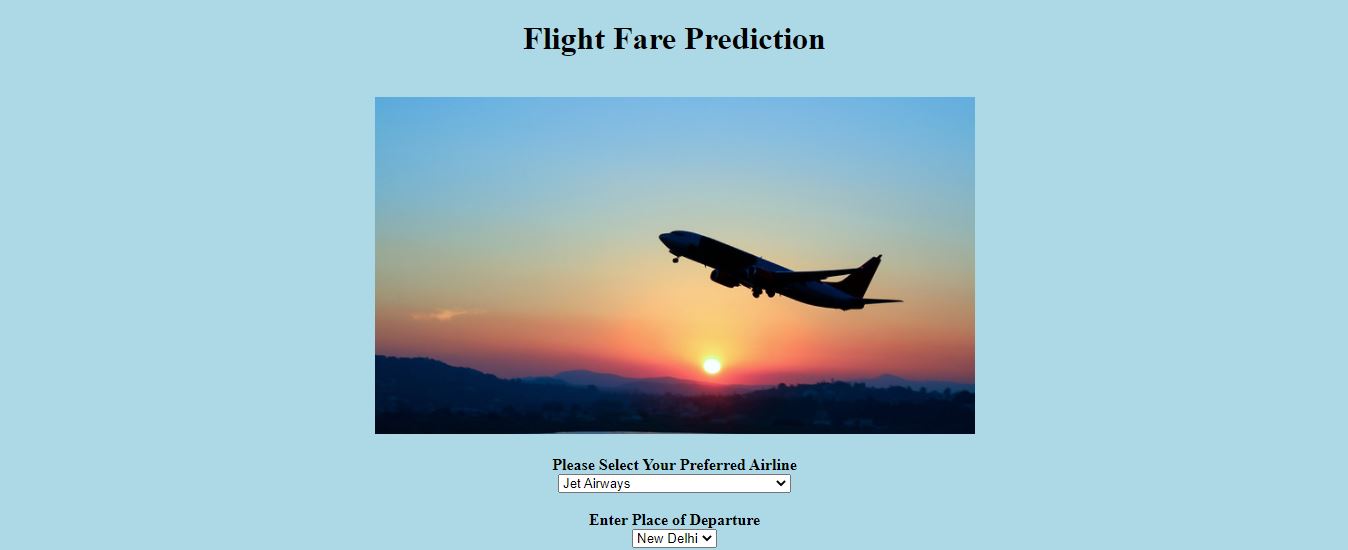 Flight Fare Prediction
Please Select Your Preferred Airline
Jet Airways
Enter Place of Departure
New Delhi